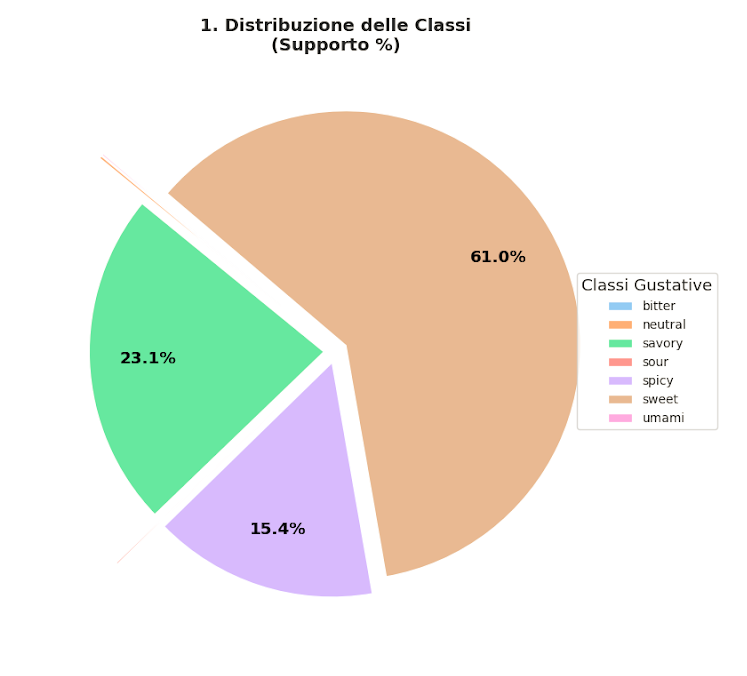 1. Distribuzione delle Classi
(Supporto %)
61.0%
23.1%
15.4%
Classi Gustative
bitter
neutral
savory
sour
spicy
sweet
umami